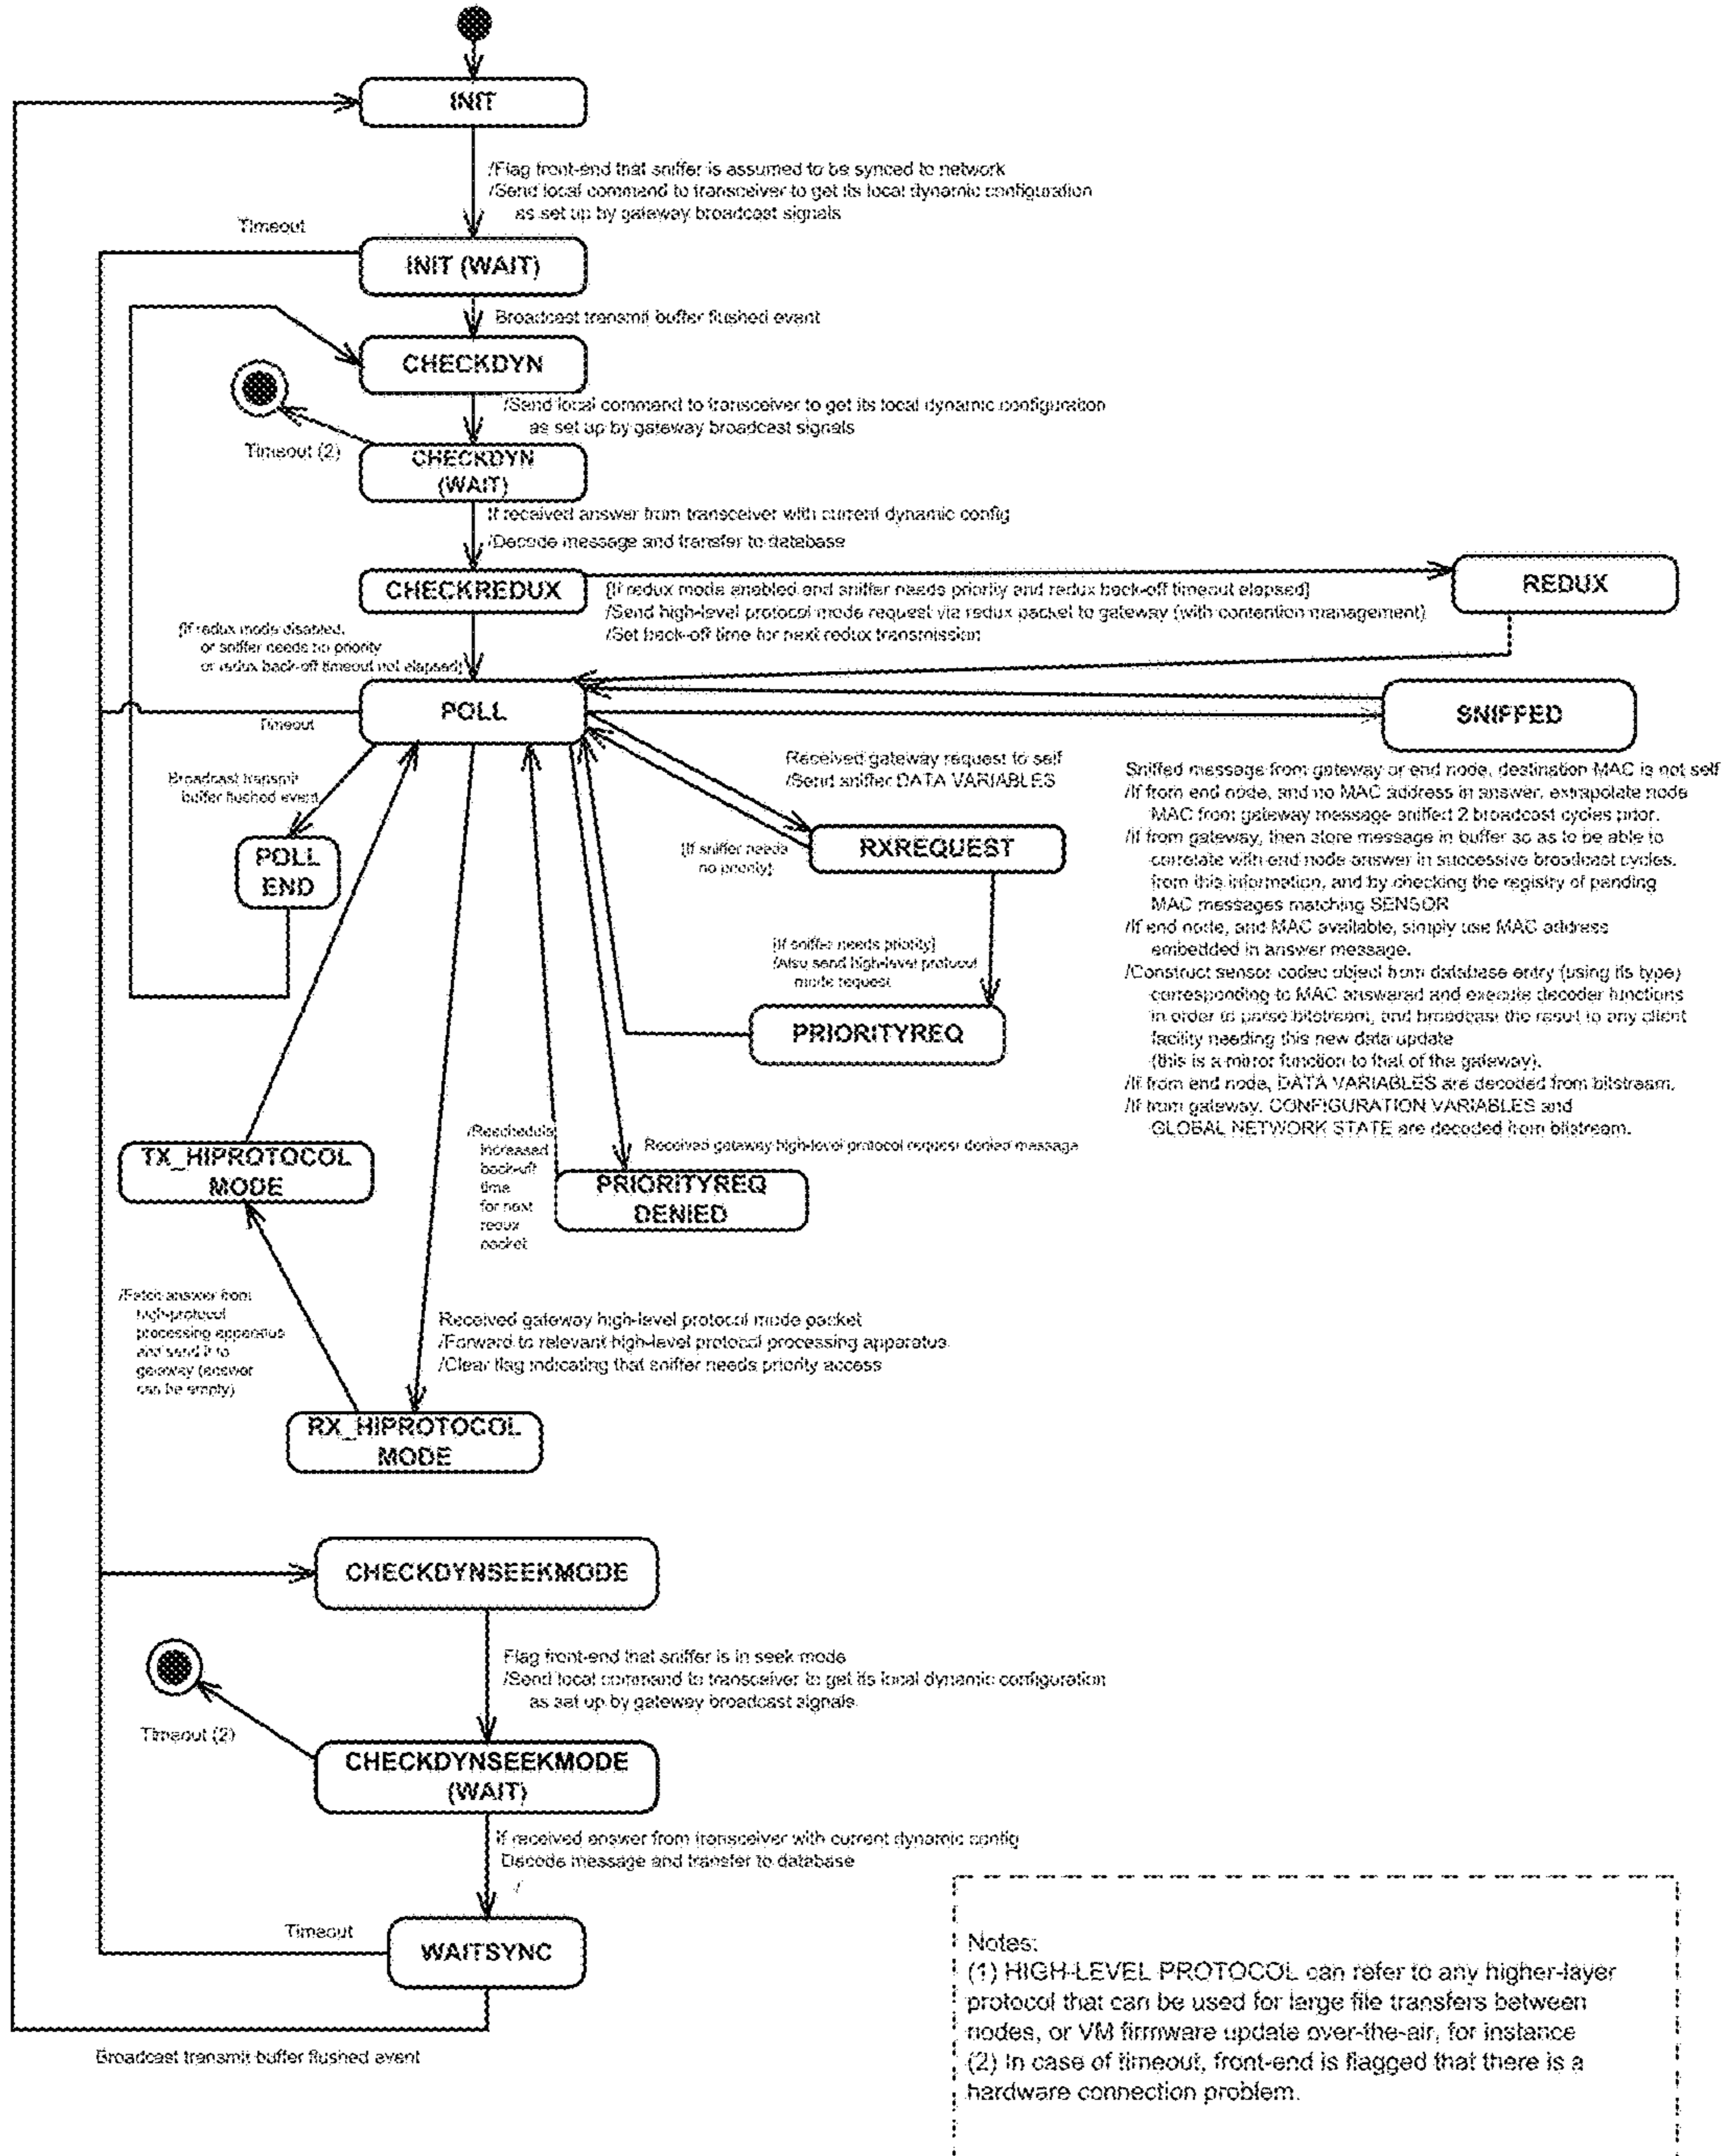 INIT
/Flag front-end that sniffer is assumed to be synced to network
/Send local command to transceiver to get its local dynamic configuration
as set up by gateway broadcast signals
Timeout
INIT (WAIT)
Broadcast transmit buffer flushed event
CHECKDYN
/Send local command to transceiver to get its local dynamic configuration
as set up by gateway broadcast signals
Timeout (2)
CHECKDYN
(WAIT)
If received answer from transceiver with current dynamic config
/Decode message and transfer to database
CHECKREDUX
[If redux mode enabled and sniffer needs priority and redux back-off timeout elapsed]
/Send high-level protocol mode request via redux packet to gateway (with contention management)
/Set back-off time for next redux transmission
REDUX
[If redux mode disabled,
or sniffer needs no priority
or redux back-off timeout not elapsed]
POLL
Timeout
SNIFFED
Broadcast transmit
buffer flushed event
POLL
END
Received gateway request to self
/Send sniffer DATA VARIABLES
[If sniffer needs
no priority]
RXREQUEST
Sniffed message from gateway or end node, destination MAC is not self
/If from end node, and no MAC address in answer, extrapolate node
MAC from gateway message sniffed 2 broadcast cycles prior.
/If from gateway, then store message in buffer so as to be able to
correlate with end node answer in successive broadcast cycles.
from this information, and by checking the registry of pending
MAC messages matching SENSOR
/If end node, and MAC available, simply use MAC address
embedded in answer message.
/Construct sensor codec object from database entry (using its type)
corresponding to MAC answered and execute decoder functions
in order to parse bitstream, and broadcast the result to any client
facility needing this new data update
(this is a mirror function to that of the gateway).
/If from end node, DATA VARIABLES are decoded from bitstream.
/If from gateway, CONFIGURATION VARIABLES and
GLOBAL NETWORK STATE are decoded from bitstream.
[If sniffer needs priority]
/Also send high-level protocol
mode request
PRIORITYREQ
TX_HIPROTOCOL
MODE
/Reschedule
increased
back-off
time
for next
redux
packet
Received gateway high-level protocol request denied message
PRIORITYREQ
DENIED
/Fetch answer from
high-protocol
processing apparatus
and send it to
gateway (answer
can be empty)
Received gateway high-level protocol mode packet
/Forward to relevant high-level protocol processing apparatus
/Clear flag indicating that sniffer needs priority access
RX_HIPROTOCOL
MODE
CHECKDYNSEEKMODE
Flag front-end that sniffer is in seek mode
/Send local command to transceiver to get its local dynamic configuration
as set up by gateway broadcast signals.
Timeout (2)
CHECKDYNSEEKMODE
(WAIT)
If received answer from transceiver with current dynamic config
Decode message and transfer to database
/
Timeout
WAITSYNC
Broadcast transmit buffer flushed event
Notes:
(1) HIGH-LEVEL PROTOCOL can refer to any higher-layer
protocol that can be used for large file transfers between
nodes, or VM firmware update over-the-air, for instance
(2) In case of timeout, front-end is flagged that there is a
hardware connection problem.